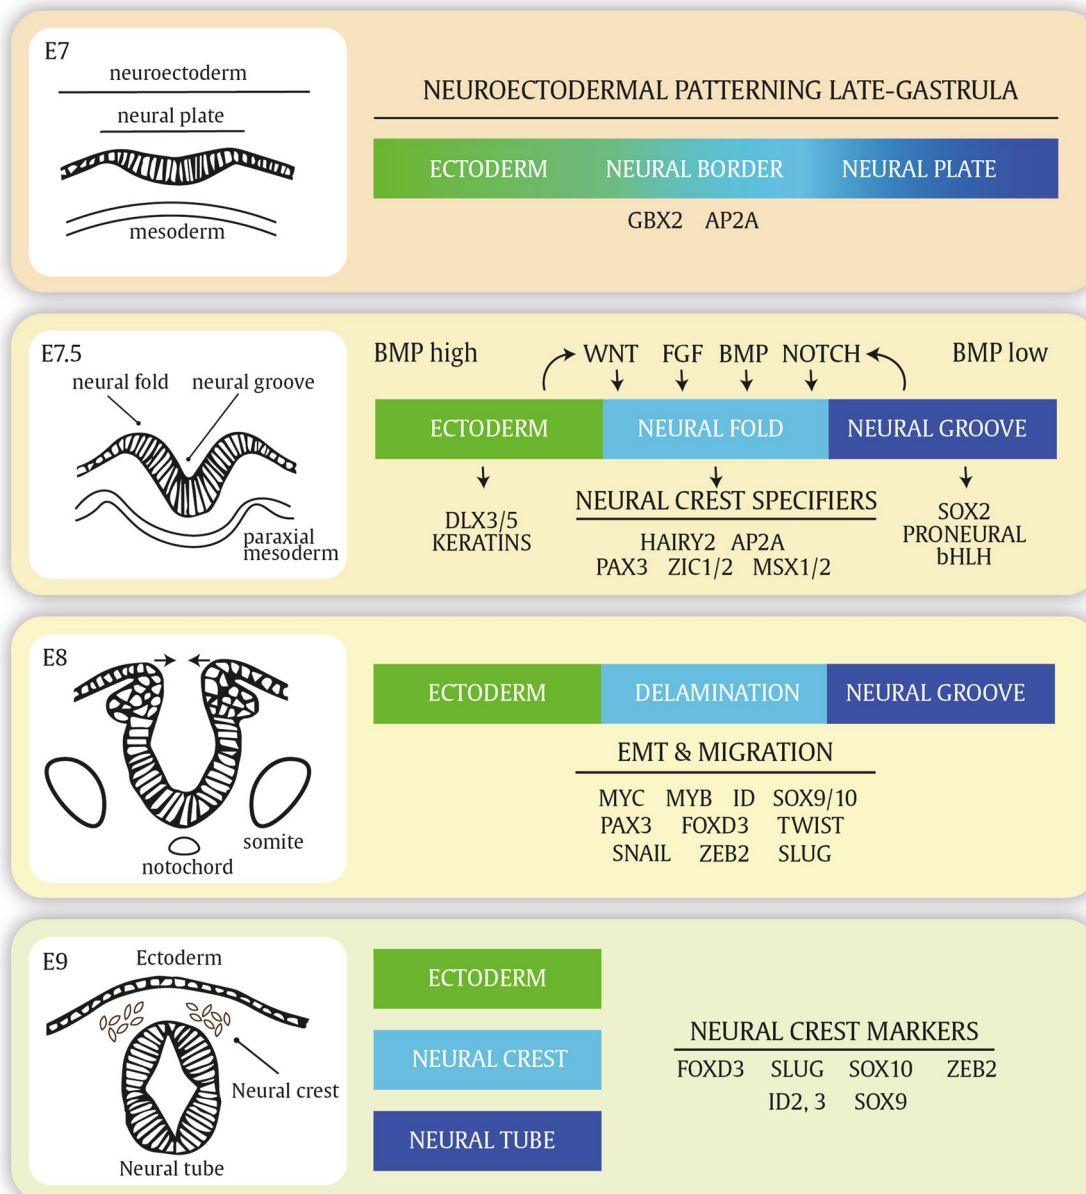 E7
neuroectoderm
neural plate
mesoderm
NEUROECTODERMAL PATTERNING LATE-GASTRULA
ECTODERM NEURAL BORDER NEURAL PLATE
GBX2 AP2A
E7.5
neural fold neural groove
paraxial
mesoderm
BMP high WNT FGF BMP NOTCH BMP low
ECTODERM NEURAL FOLD NEURAL GROOVE
NEURAL CREST SPECIFIERS
DLX3/5
KERATINS
HAIRY2 AP2A
PAX3 ZIC1/2 MSX1/2
SOX2
PRONEURAL
bHLH
E8
somite
notochord
ECTODERM DELAMINATION NEURAL GROOVE
EMT & MIGRATION
MYC MYB ID SOX9/10
PAX3 FOXD3 TWIST
SNAIL ZEB2 SLUG
E9
Ectoderm
Neural crest
Neural tube
ECTODERM
NEURAL CREST
NEURAL TUBE
NEURAL CREST MARKERS
FOXD3 SLUG SOX10 ZEB2
ID2, 3 SOX9